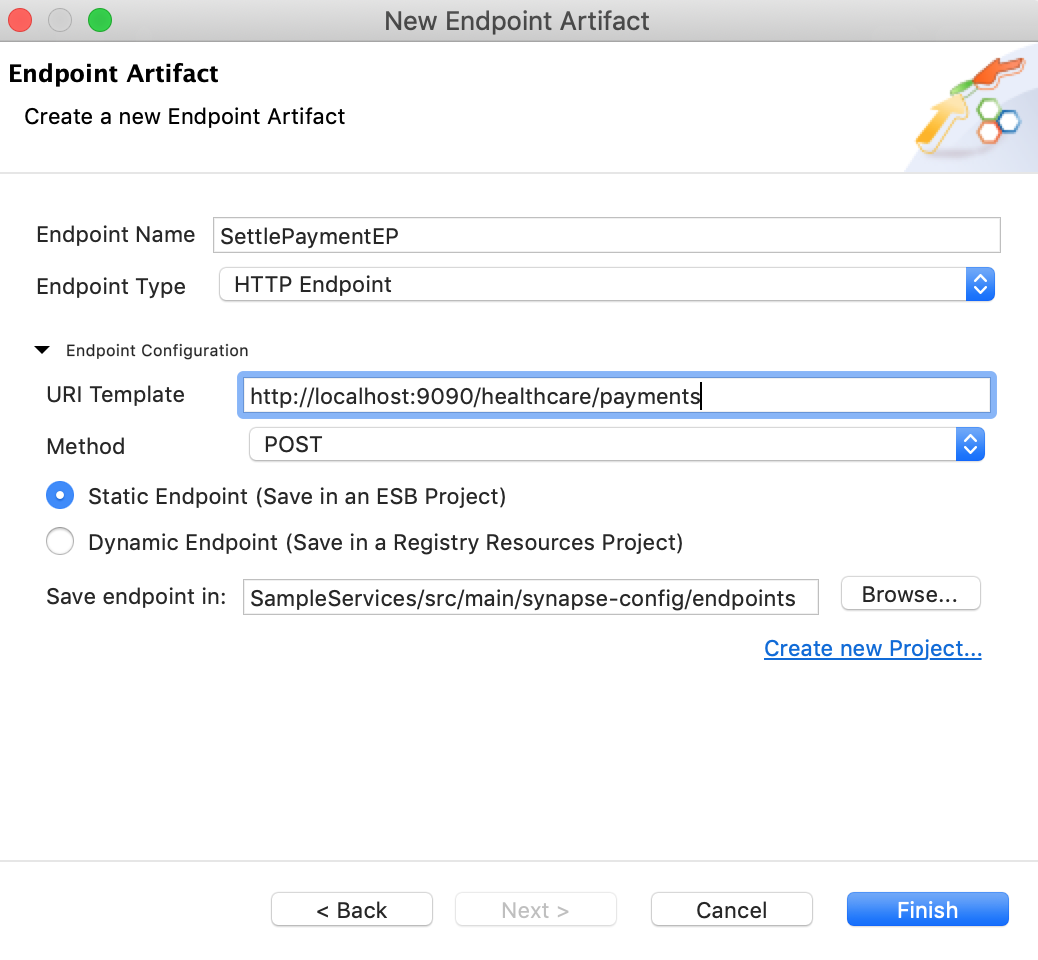 New Endpoint Artifact
Endpoint Artifact
Create a new Endpoint Artifact
Endpoint Name SettlePaymentEP
Endpoint Type HTTP Endpoint
Endpoint Configuration
URI Template http://localhost:9090/healthcare/payments
Method POST
Static Endpoint (Save in an ESB Project)
Dynamic Endpoint (Save in a Registry Resources Project)
Save endpoint in: SampleServices/src/main/synapse-config/endpoints Browse...
Create new Project...
< Back Next > Cancel Finish